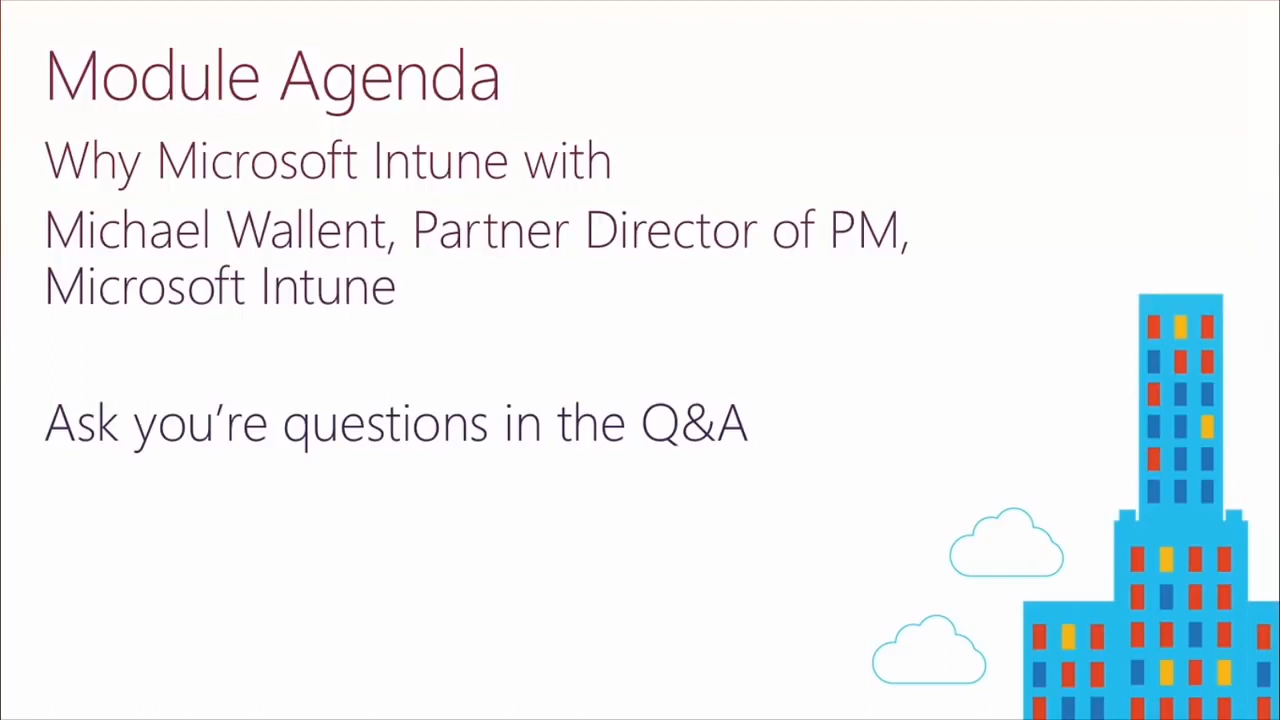 Module Agenda
Why Microsoft Intune with
Michael Wallent, Partner Director of PM,
Microsoft Intune
Ask you’re questions in the Q&A